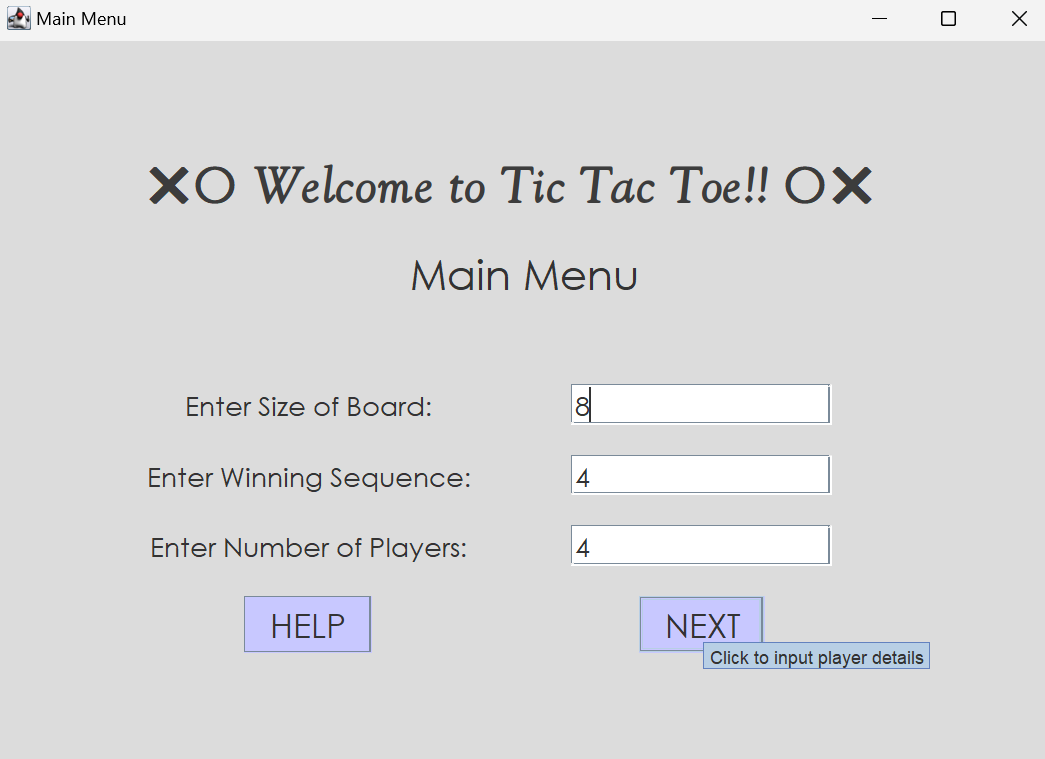 Main Menu
❌○ Welcome to Tic Tac Toe!! ○❌
Main Menu
Enter Size of Board: 8
Enter Winning Sequence: 4
Enter Number of Players: 4
HELP NEXT
Click to input player details